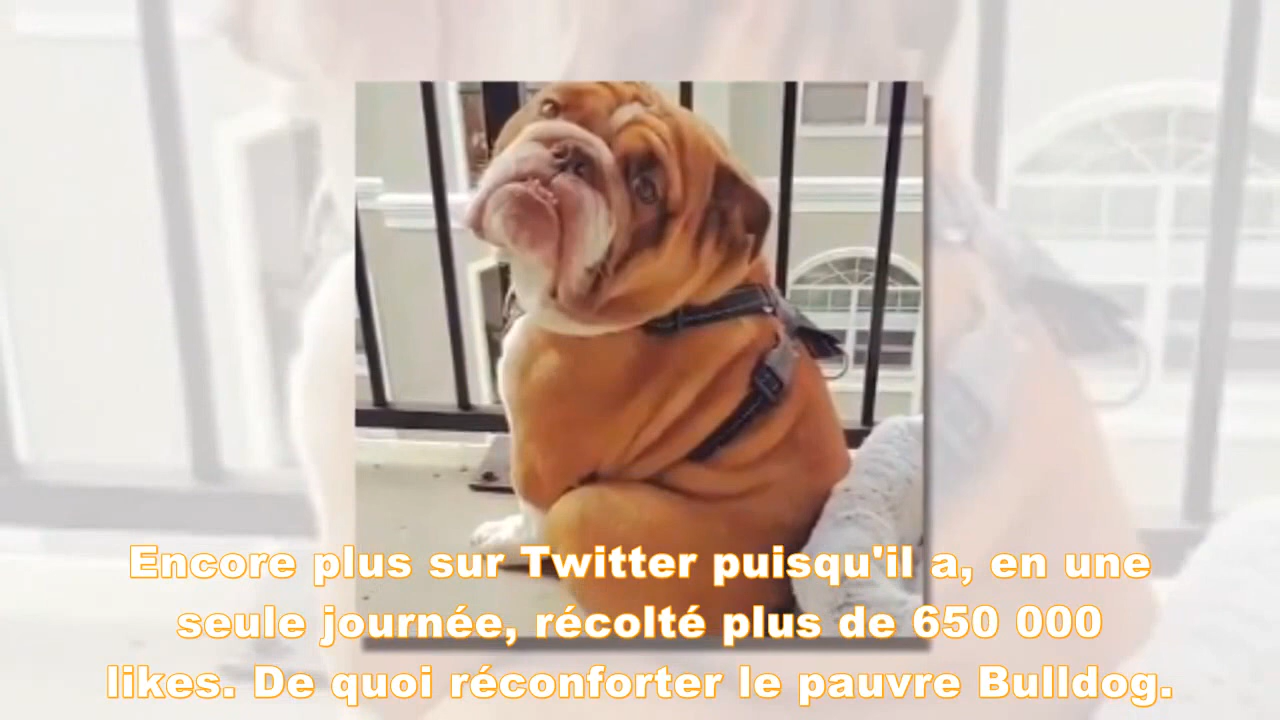 Encore plus sur Twitter puisqu'il a, en une
seule journée, récolté plus de 650 000
likes. De quoi réconforter le pauvre Bulldog.